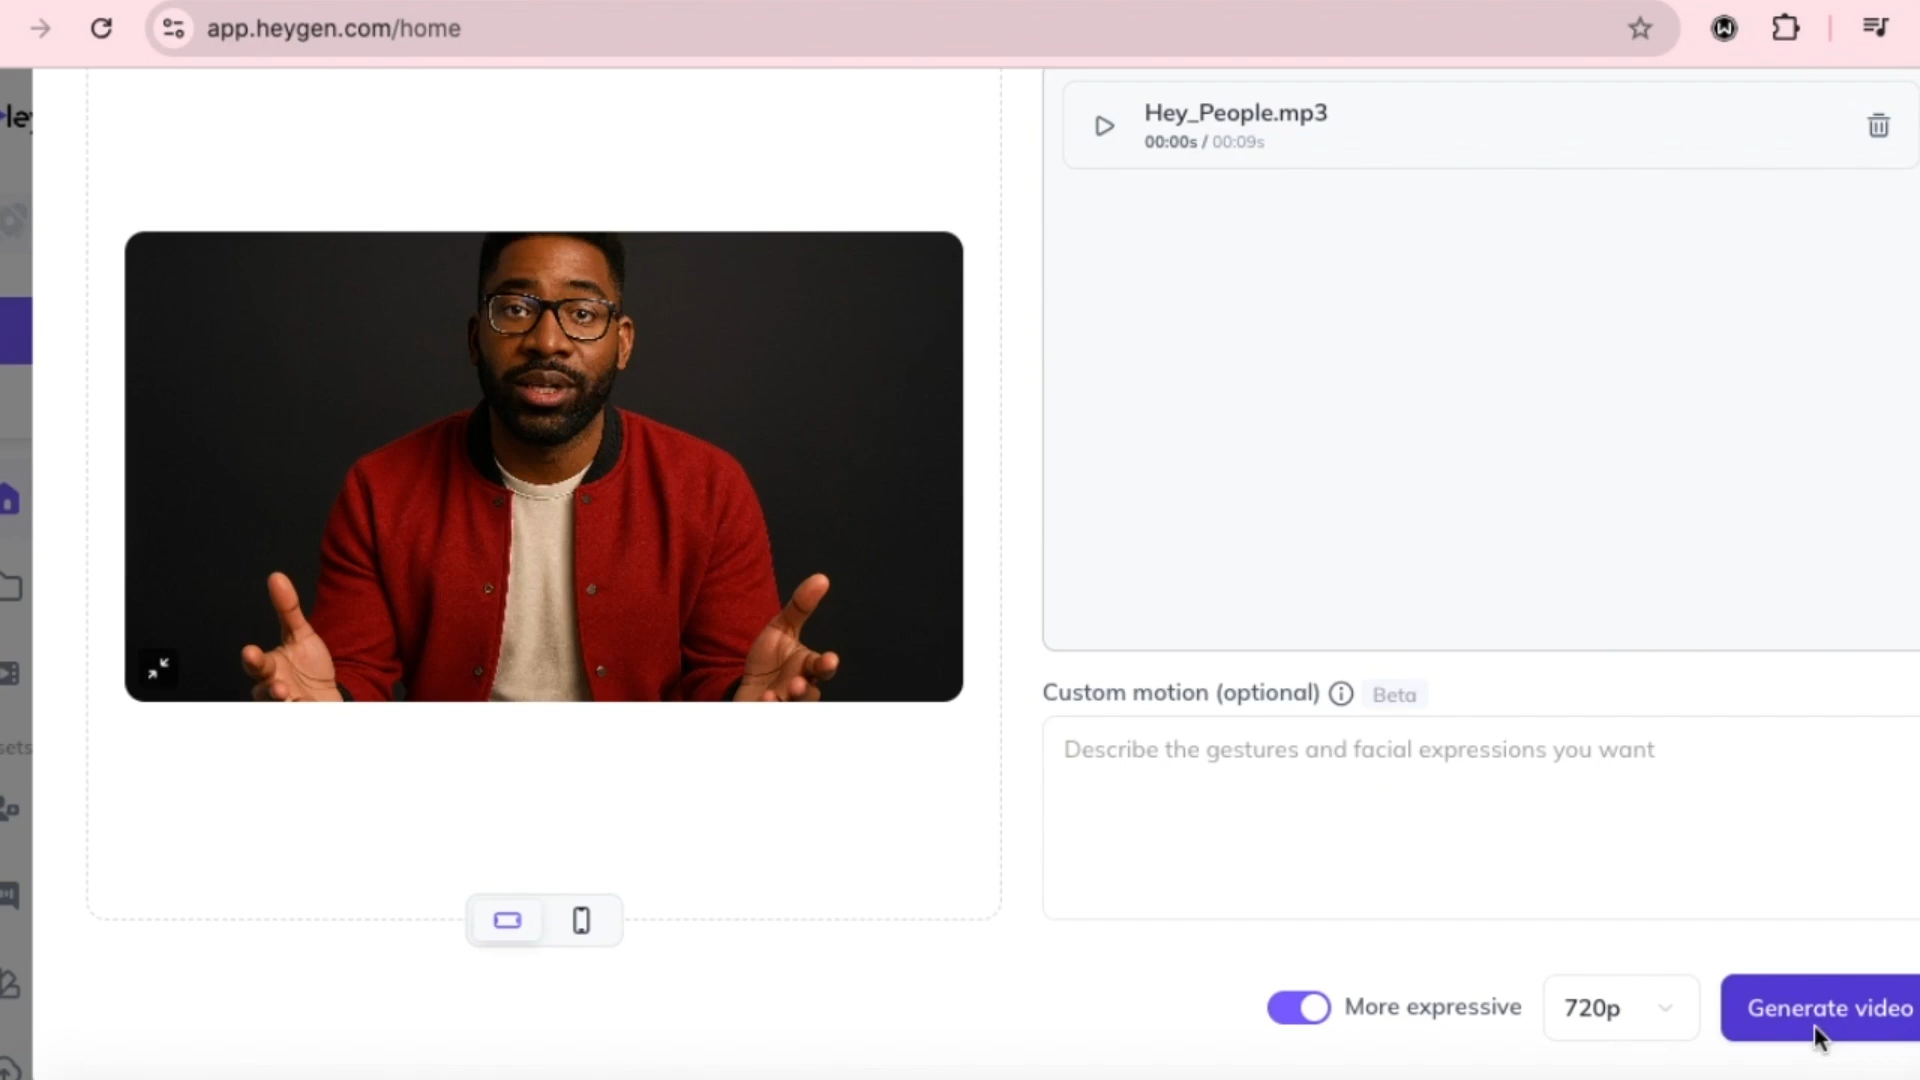 app.heygen.com/home
Hey_People.mp3
00:00s / 00:09s
Custom motion (optional) Beta
Describe the gestures and facial expressions you want
More expressive
720p
Generate video